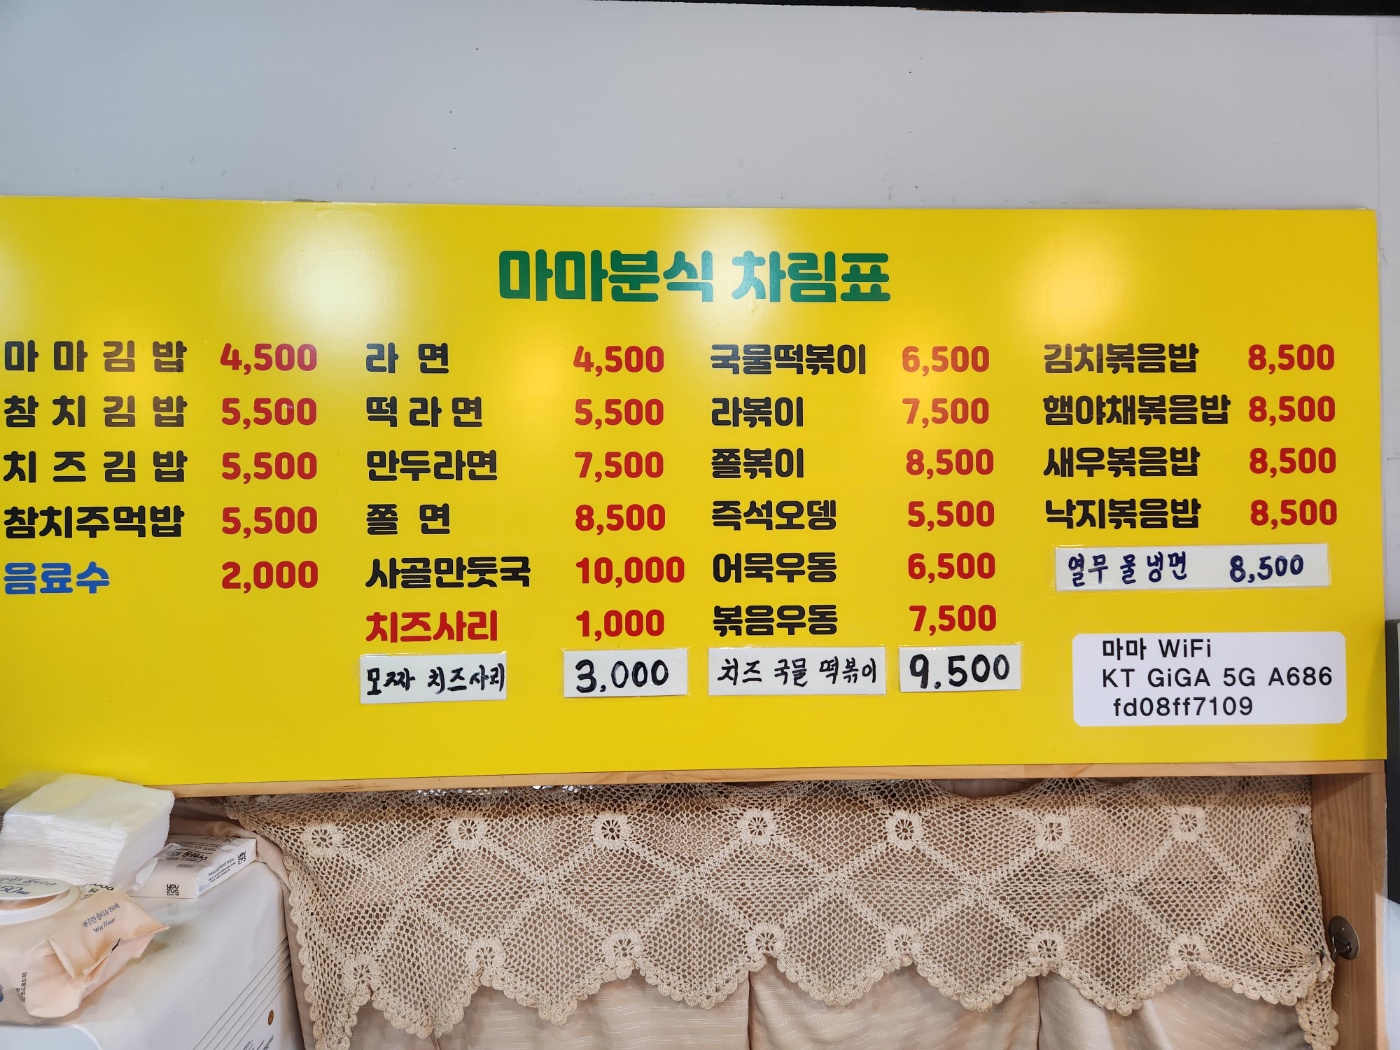 마마분식 차림표
마마김밥 4,500
참치김밥 5,500
치즈김밥 5,500
참치주먹밥 5,500
음료수 2,000
라면 4,500
떡라면 5,500
만두라면 7,500
쫄면 8,500
사골만둣국 10,000
치즈사리 1,000
모짜 치즈사리 3,000
국물떡볶이 6,500
라볶이 7,500
쫄볶이 8,500
즉석오뎅 5,500
어묵우동 6,500
볶음우동 7,500
치즈 국물 떡볶이 9,500
김치볶음밥 8,500
햄야채볶음밥 8,500
새우볶음밥 8,500
낙지볶음밥 8,500
열무 물냉면 8,500
마마 WiFi
KT GiGA 5G A686
fd08ff7109